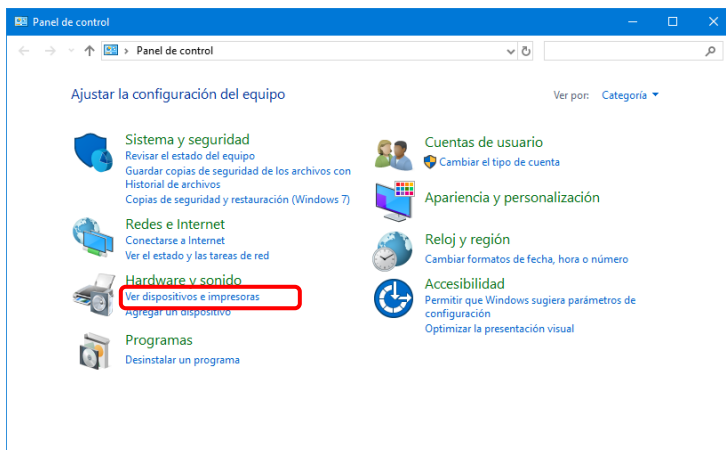 Panel de control
Panel de control
Ajustar la configuración del equipo
Ver por: Categoría
Sistema y seguridad
Revisar el estado del equipo
Guardar copias de seguridad de los archivos con
Historial de archivos
Copias de seguridad y restauración (Windows 7)
Redes e Internet
Conectarse a Internet
Ver el estado y las tareas de red
Hardware y sonido
Ver dispositivos e impresoras
Agregar un dispositivo
Programas
Desinstalar un programa
Cuentas de usuario
Cambiar el tipo de cuenta
Apariencia y personalización
Reloj y región
Cambiar formatos de fecha, hora o número
Accesibilidad
Permitir que Windows sugiera parámetros de
configuración
Optimizar la presentación visual